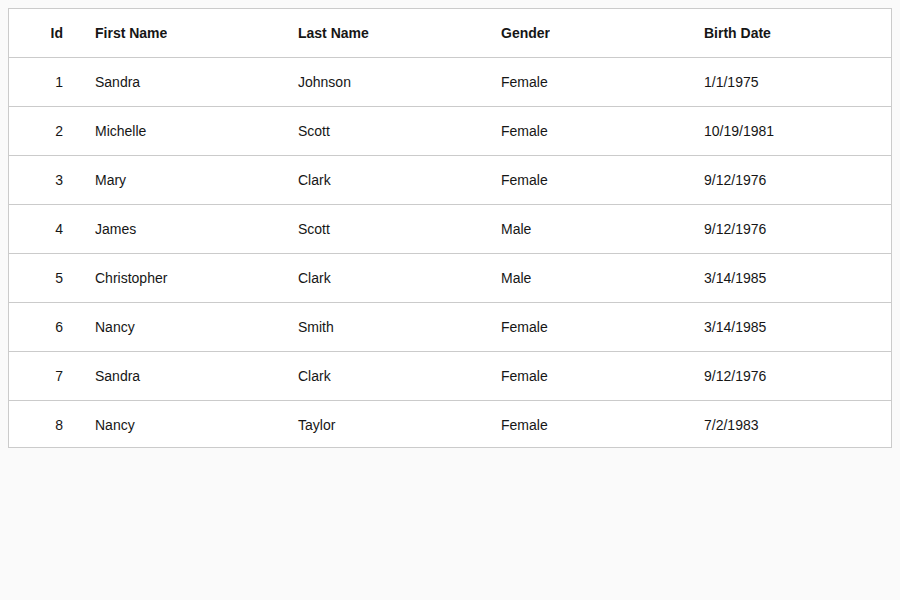 Id First Name Last Name Gender Birth Date
1 Sandra Johnson Female 1/1/1975
2 Michelle Scott Female 10/19/1981
3 Mary Clark Female 9/12/1976
4 James Scott Male 9/12/1976
5 Christopher Clark Male 3/14/1985
6 Nancy Smith Female 3/14/1985
7 Sandra Clark Female 9/12/1976
8 Nancy Taylor Female 7/2/1983